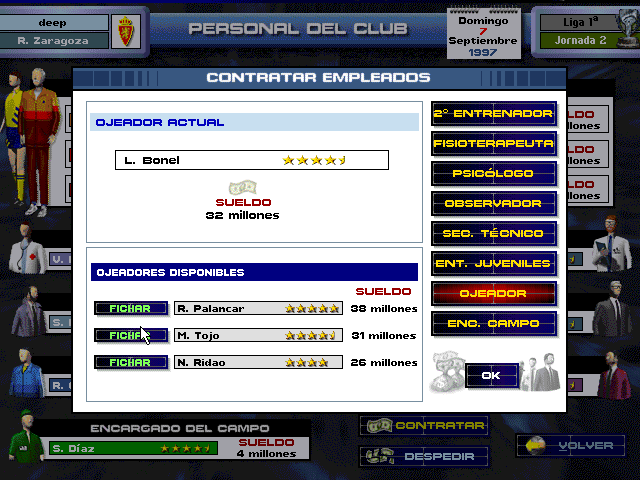 deep
R. Zaragoza
PERSONAL DEL CLUB
Domingo
7
Septiembre
1997
Liga 1ª
Jornada 2
CONTRATAR EMPLEADOS
OJEADOR ACTUAL
L. Bonel
SUELDO
32 millones
OJEADORES DISPONIBLES
SUELDO
FICHAR R. Palancar 38 millones
FICHAR M. Tojo 31 millones
FICHAR N. Ridao 26 millones
2º ENTRENADOR
FISIOTERAPEUTA
PSICÓLOGO
OBSERVADOR
SEC. TÉCNICO
ENT. JUVENILES
OJEADOR
ENC. CAMPO
OK
ENCARGADO DEL CAMPO
S. Díaz
SUELDO
4 millones
CONTRATAR
DESPEDIR
VOLVER